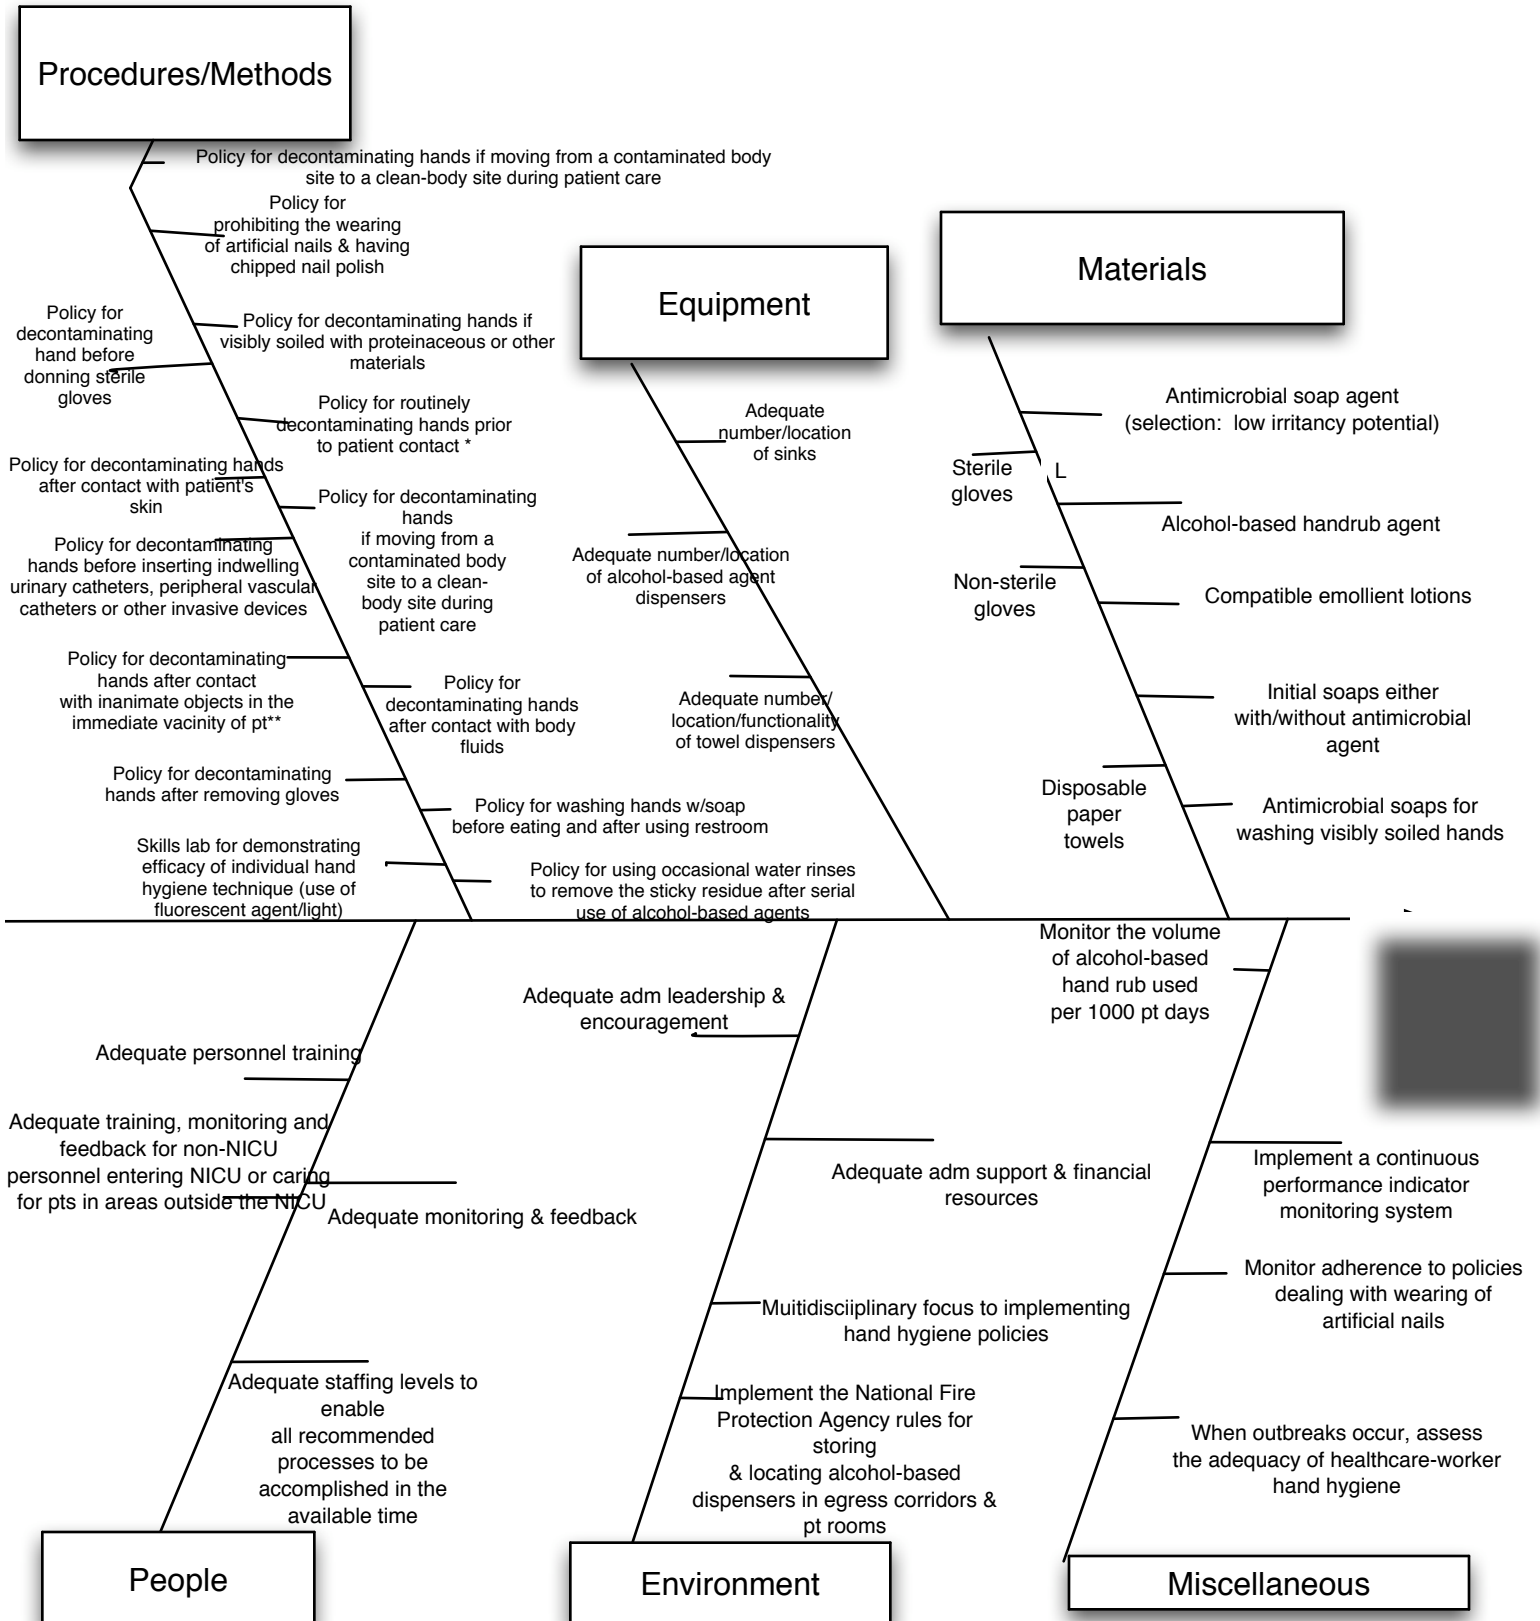 Procedures/Methods
Policy for decontaminating hands if moving from a contaminated body
site to a clean-body site during patient care
Policy for
prohibiting the wearing
of artificial nails & having
chipped nail polish
Policy for
decontaminating
hand before
donning sterile
gloves
Policy for decontaminating hands if
visibly soiled with proteinaceous or other
materials
Policy for routinely
decontaminating hands prior
to patient contact *
Policy for decontaminating hands
after contact with patient's
skin
Policy for decontaminating
hands
if moving from a
contaminated body
site to a clean-
body site during
patient care
Policy for decontaminating
hands before inserting indwelling
urinary catheters, peripheral vascular
catheters or other invasive devices
Policy for decontaminating
hands after contact
with inanimate objects in the
immediate vacinity of pt**
Policy for
decontaminating hands
after contact with body
fluids
Policy for decontaminating
hands after removing gloves
Policy for washing hands w/soap
before eating and after using restroom
Skills lab for demonstrating
efficacy of individual hand
hygiene technique (use of
fluorescent agent/light)
Policy for using occasional water rinses
to remove the sticky residue after serial
use of alcohol-based agents
Equipment
Adequate
number/location
of sinks
Adequate number/location
of alcohol-based agent
dispensers
Adequate number/
location/functionality
of towel dispensers
Materials
Antimicrobial soap agent
(selection:  low irritancy potential)
Sterile
gloves
L
Alcohol-based handrub agent
Non-sterile
gloves
Compatible emollient lotions
Initial soaps either
with/without antimicrobial
agent
Disposable
paper
towels
Antimicrobial soaps for
washing visibly soiled hands
Adequate personnel training
Adequate training, monitoring and
feedback for non-NICU
personnel entering NICU or caring
for pts in areas outside the NICU
Adequate monitoring & feedback
Adequate staffing levels to
enable
all recommended
processes to be
accomplished in the
available time
People
Adequate adm leadership &
encouragement
Adequate adm support & financial
resources
Muitidisciiplinary focus to implementing
hand hygiene policies
Implement the National Fire
Protection Agency rules for
storing
& locating alcohol-based
dispensers in egress corridors &
pt rooms
Environment
Monitor the volume
of alcohol-based
hand rub used
per 1000 pt days
Implement a continuous
performance indicator
monitoring system
Monitor adherence to policies
dealing with wearing of
artificial nails
When outbreaks occur, assess
the adequacy of healthcare-worker
hand hygiene
Miscellaneous